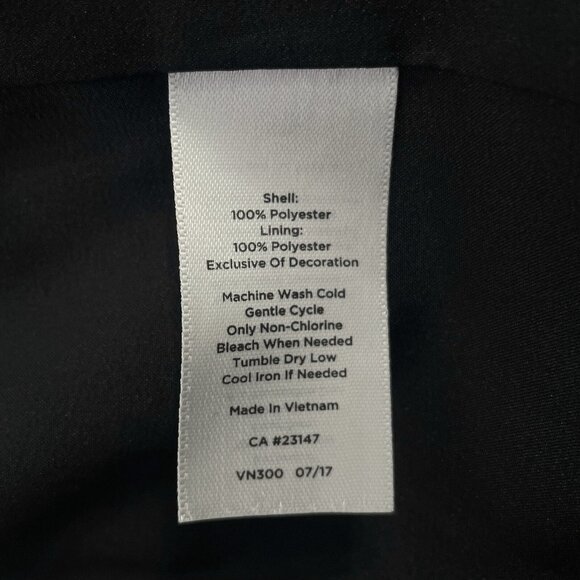 Shell:
100% Polyester
Lining:
100% Polyester
Exclusive Of Decoration
Machine Wash Cold
Gentle Cycle
Only Non-Chlorine
Bleach When Needed
Tumble Dry Low
Cool Iron If Needed
Made In Vietnam
CA #23147
VN300 07/17